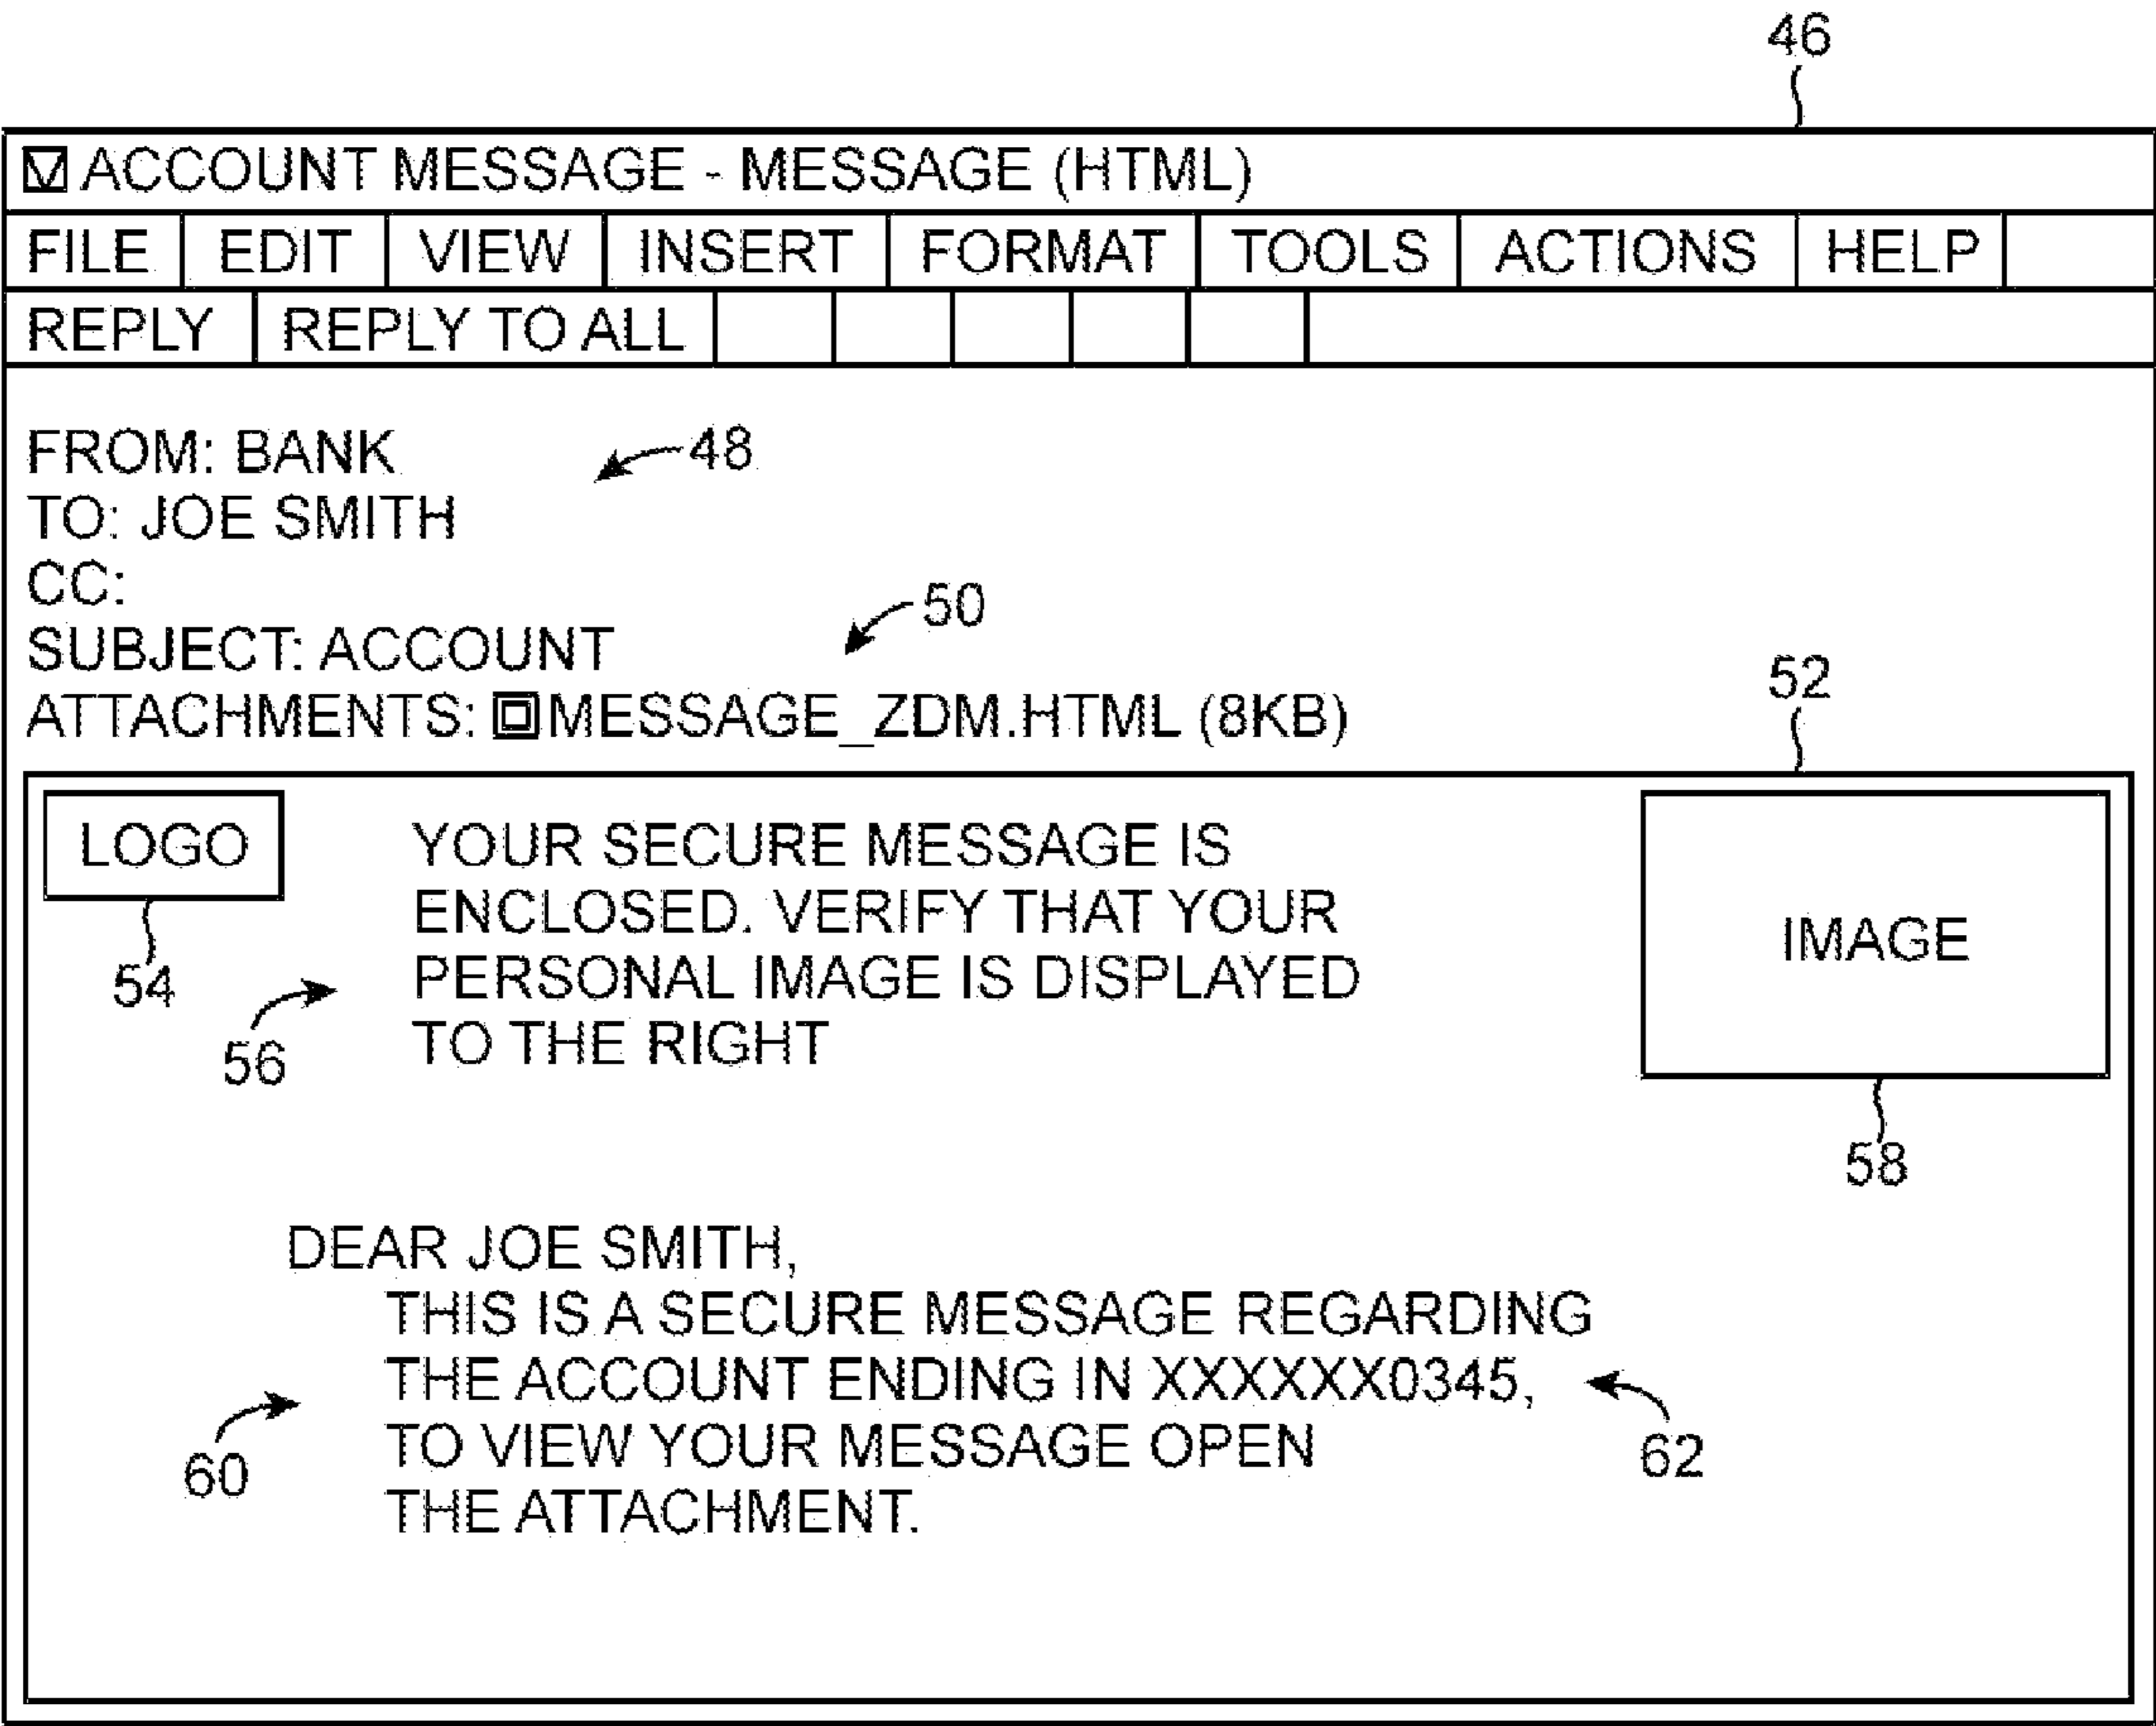 46
ACCOUNT MESSAGE - MESSAGE (HTML)
FILE EDIT VIEW INSERT FORMAT TOOLS ACTIONS HELP
REPLY REPLY TO ALL
FROM: BANK
48
TO: JOE SMITH
CC:
50
SUBJECT: ACCOUNT
52
ATTACHMENTS: MESSAGE_ZDM.HTML (8KB)
LOGO
54
YOUR SECURE MESSAGE IS
ENCLOSED. VERIFY THAT YOUR
PERSONAL IMAGE IS DISPLAYED
TO THE RIGHT
56
IMAGE
58
DEAR JOE SMITH,
THIS IS A SECURE MESSAGE REGARDING
THE ACCOUNT ENDING IN XXXXXX0345,
TO VIEW YOUR MESSAGE OPEN
THE ATTACHMENT.
60
62